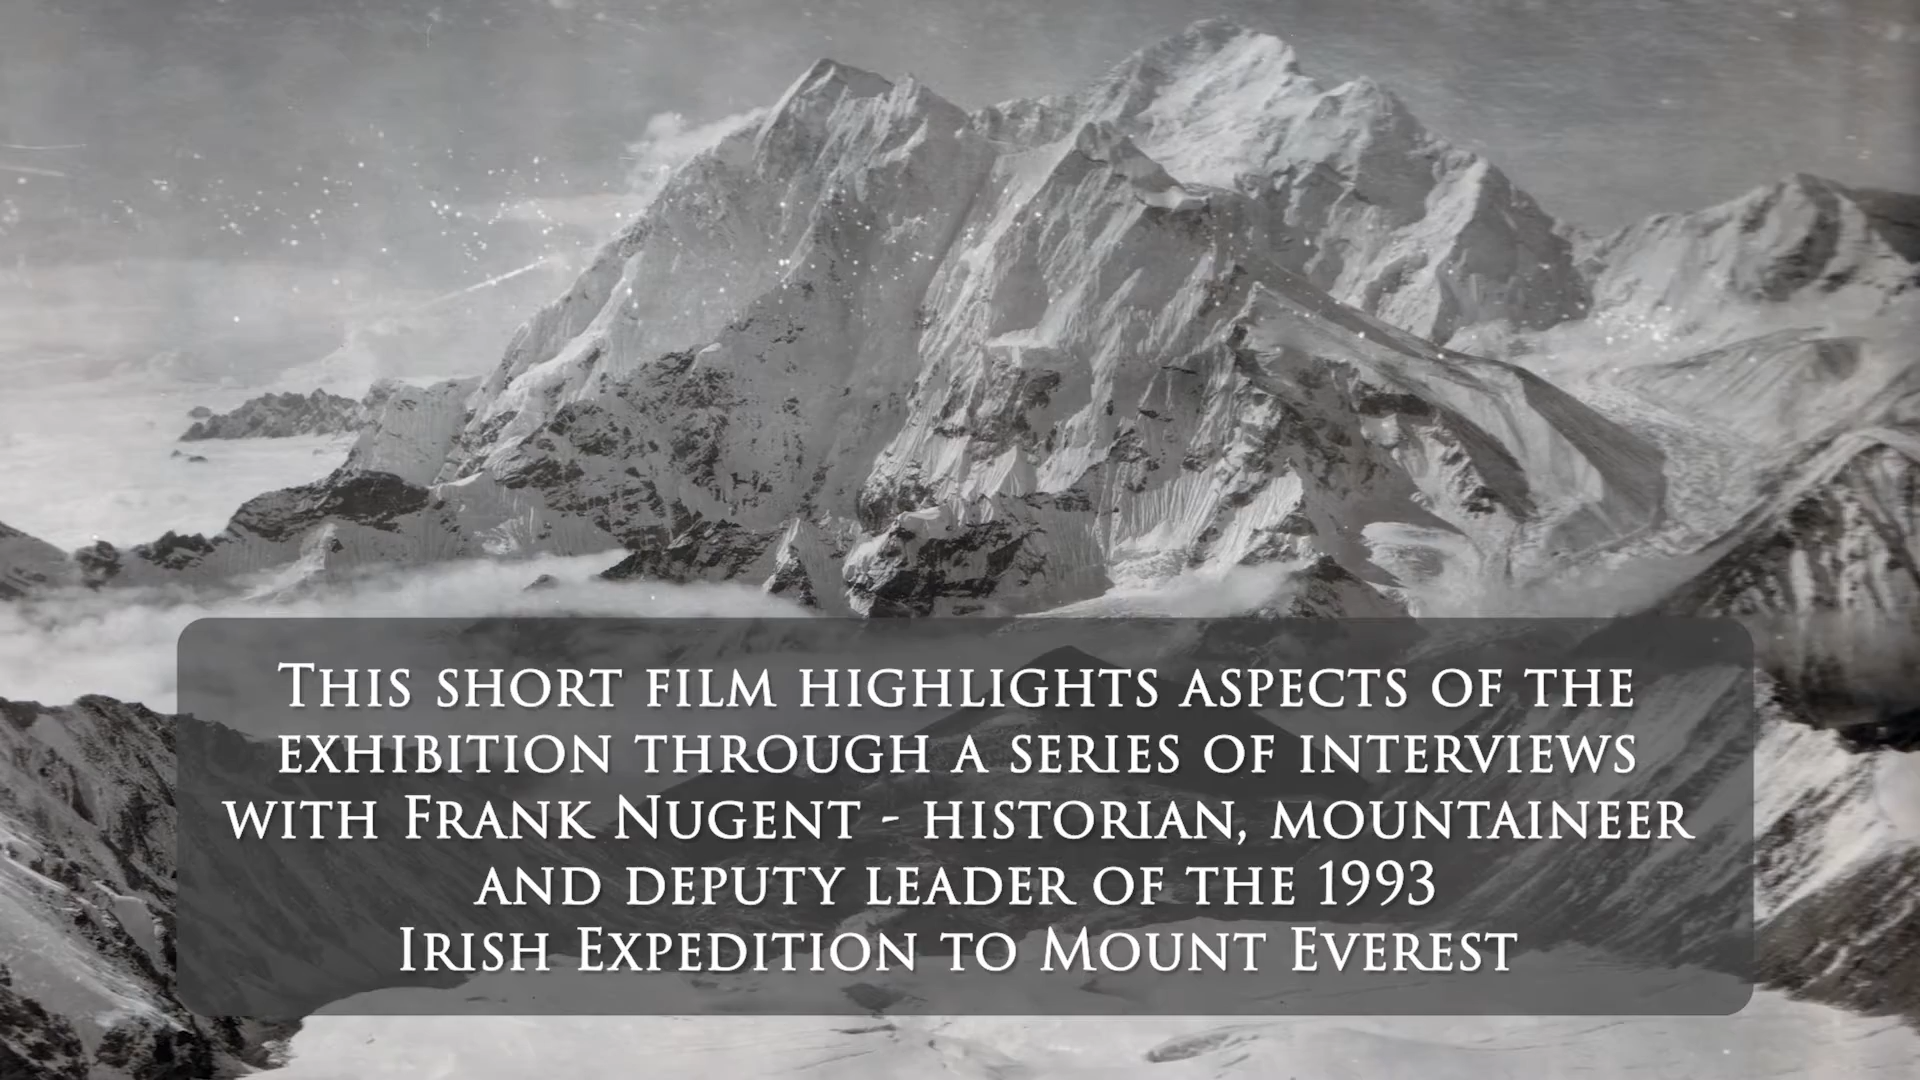 This short film highlights aspects of the
exhibition through a series of interviews
with Frank Nugent - historian, mountaineer
and deputy leader of the 1993
Irish Expedition to Mount Everest